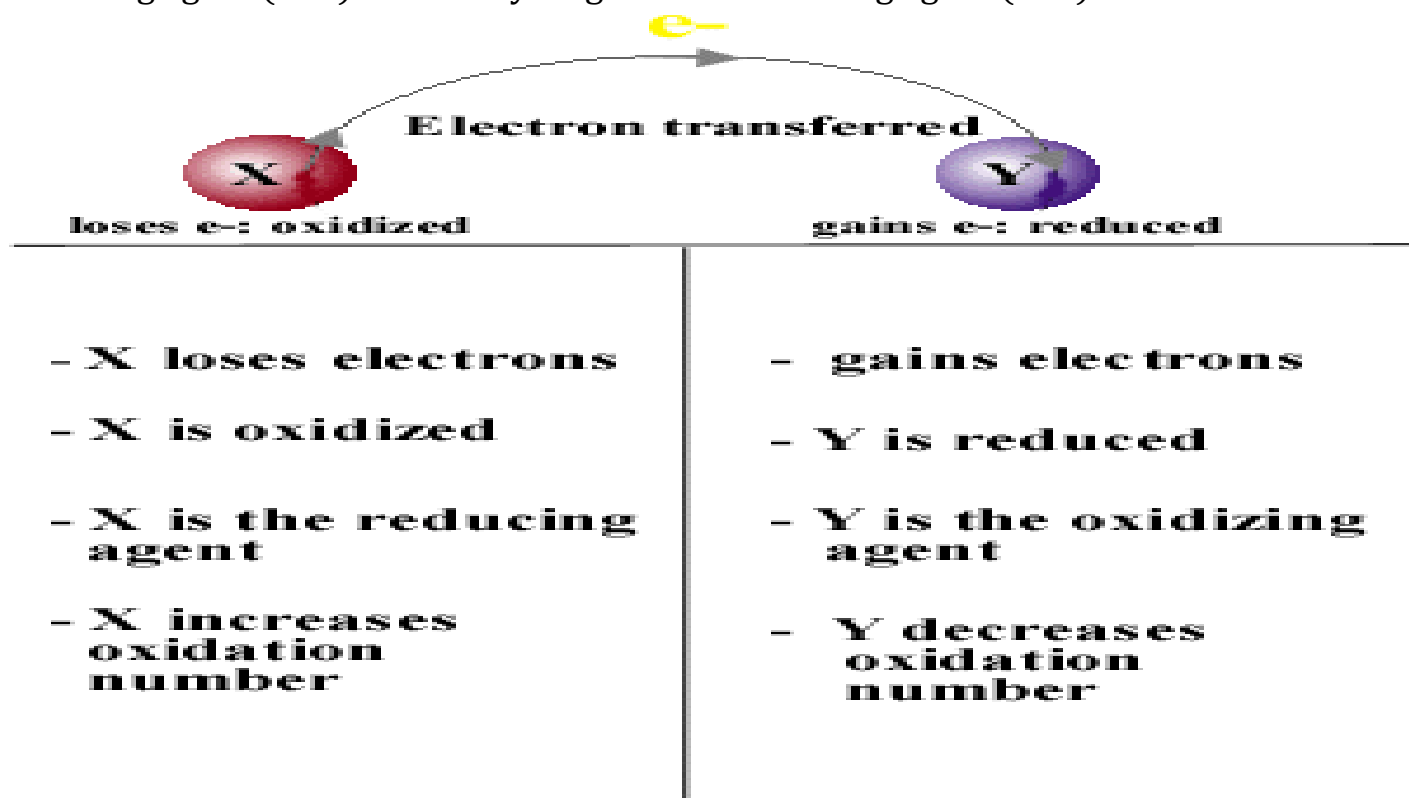 e-
Electron transferred
X
Y
loses e-: oxidized
gains e-: reduced
- X loses electrons
- X is oxidized
- X is the reducing
agent
- X increases
oxidation
number
- gains electrons
- Y is reduced
- Y is the oxidizing
agent
- Y decreases
oxidation
number